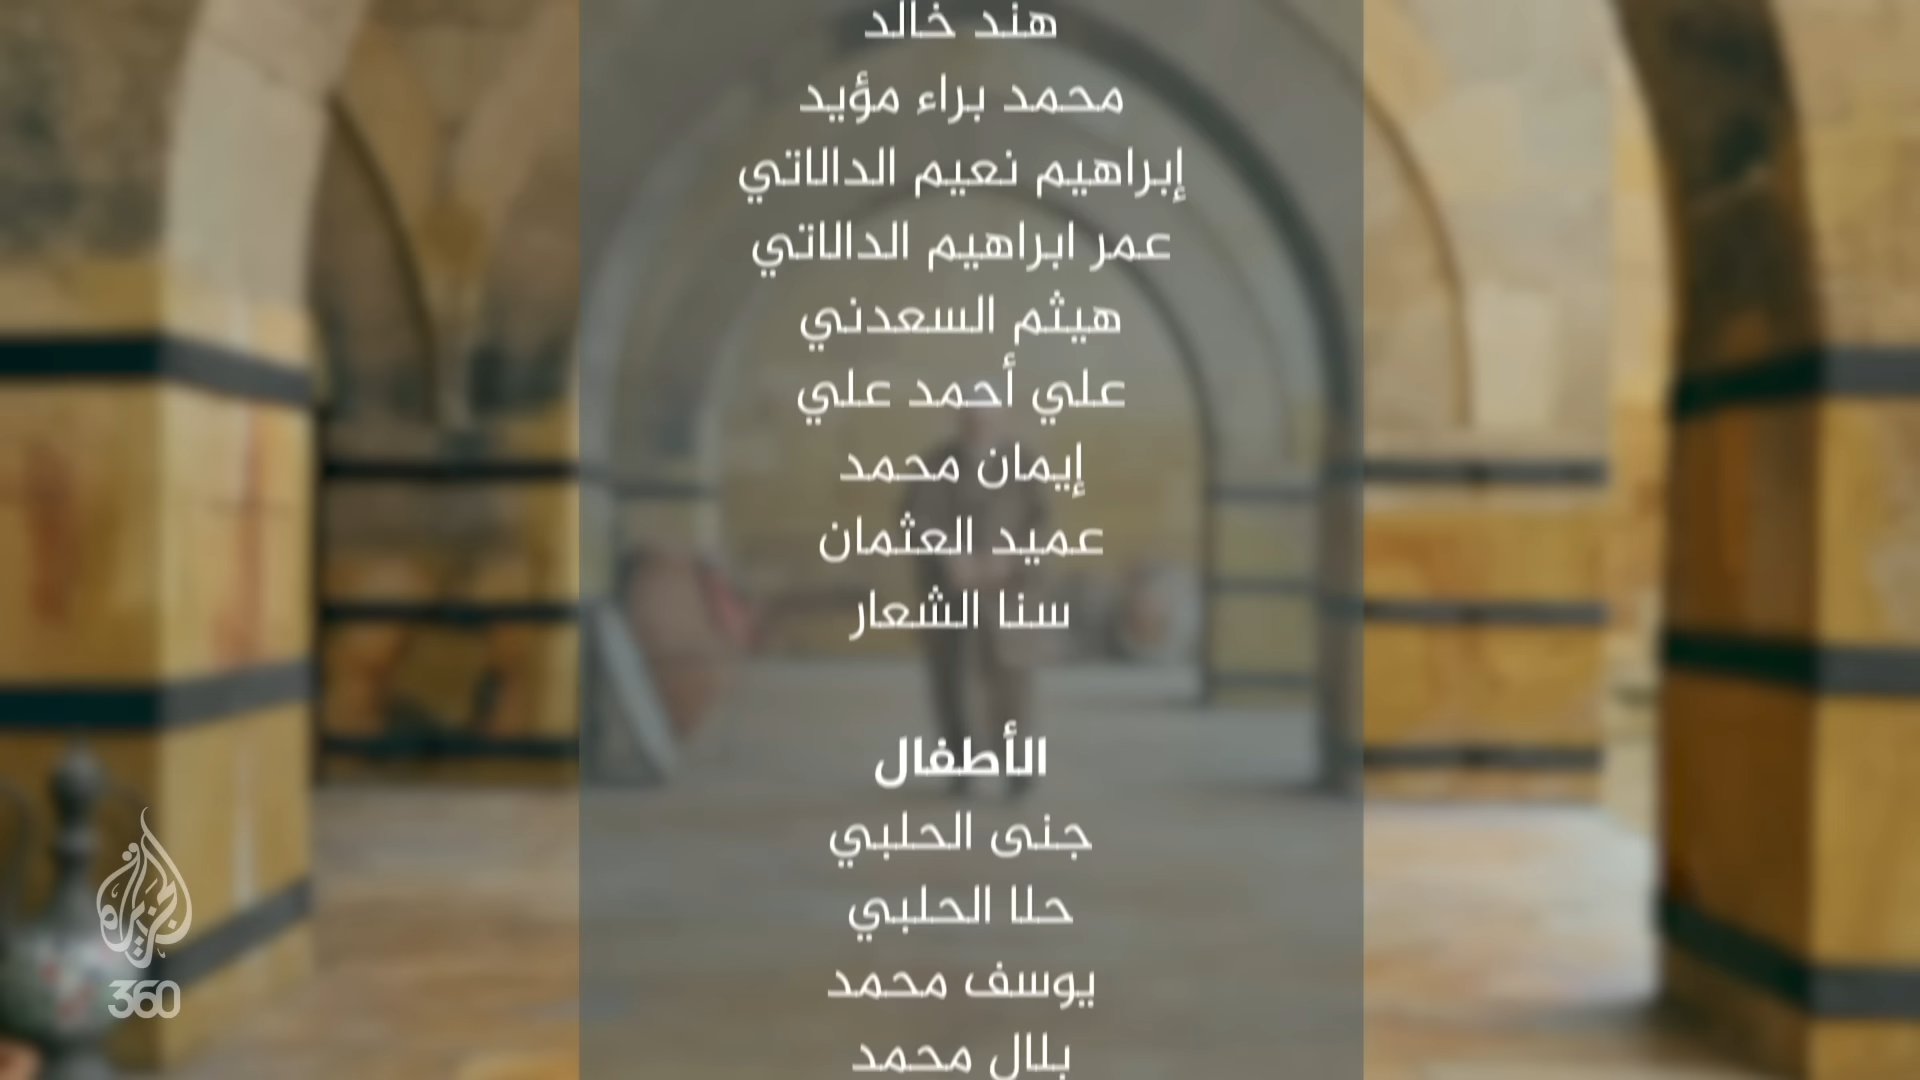 هند خالد
محمد براء مؤيد
إبراهيم نعيم الدالاتي
عمر ابراهيم الدالاتي
هيثم السعدني
علي أحمد علي
إيمان محمد
عميد العثمان
سنا الشعار
الأطفال
جنى الحلبي
حلا الحلبي
يوسف محمد
بلال محمد
الجزيرة
360